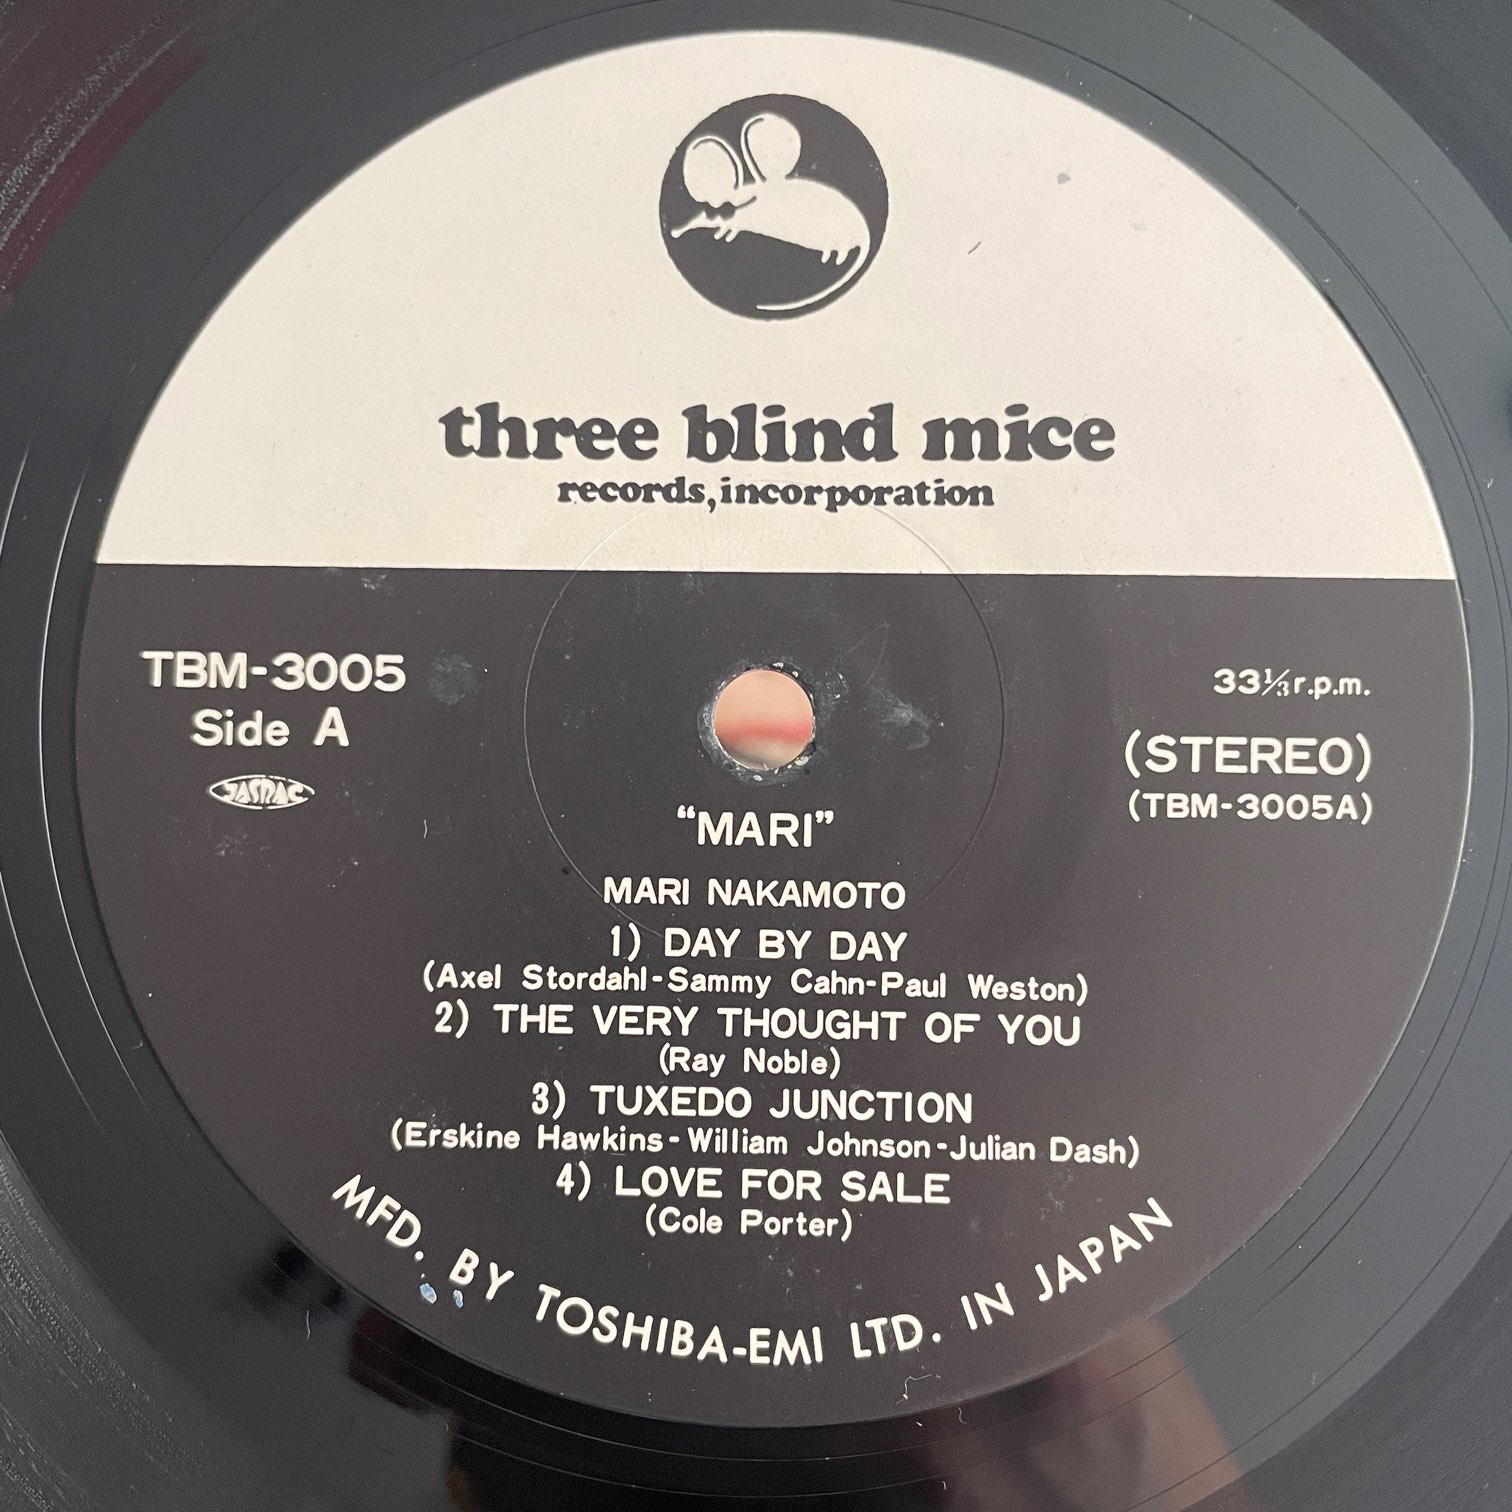 three blind mice
records, incorporation
TBM-3005
Side A
JASRAC
33⅓ r.p.m.
(STEREO)
(TBM-3005A)
“MARI”
MARI NAKAMOTO
1) DAY BY DAY
(Axel Stordahl-Sammy Cahn-Paul Weston)
2) THE VERY THOUGHT OF YOU
(Ray Noble)
3) TUXEDO JUNCTION
(Erskine Hawkins-William Johnson-Julian Dash)
4) LOVE FOR SALE
(Cole Porter)
MFD. BY TOSHIBA-EMI LTD. IN JAPAN